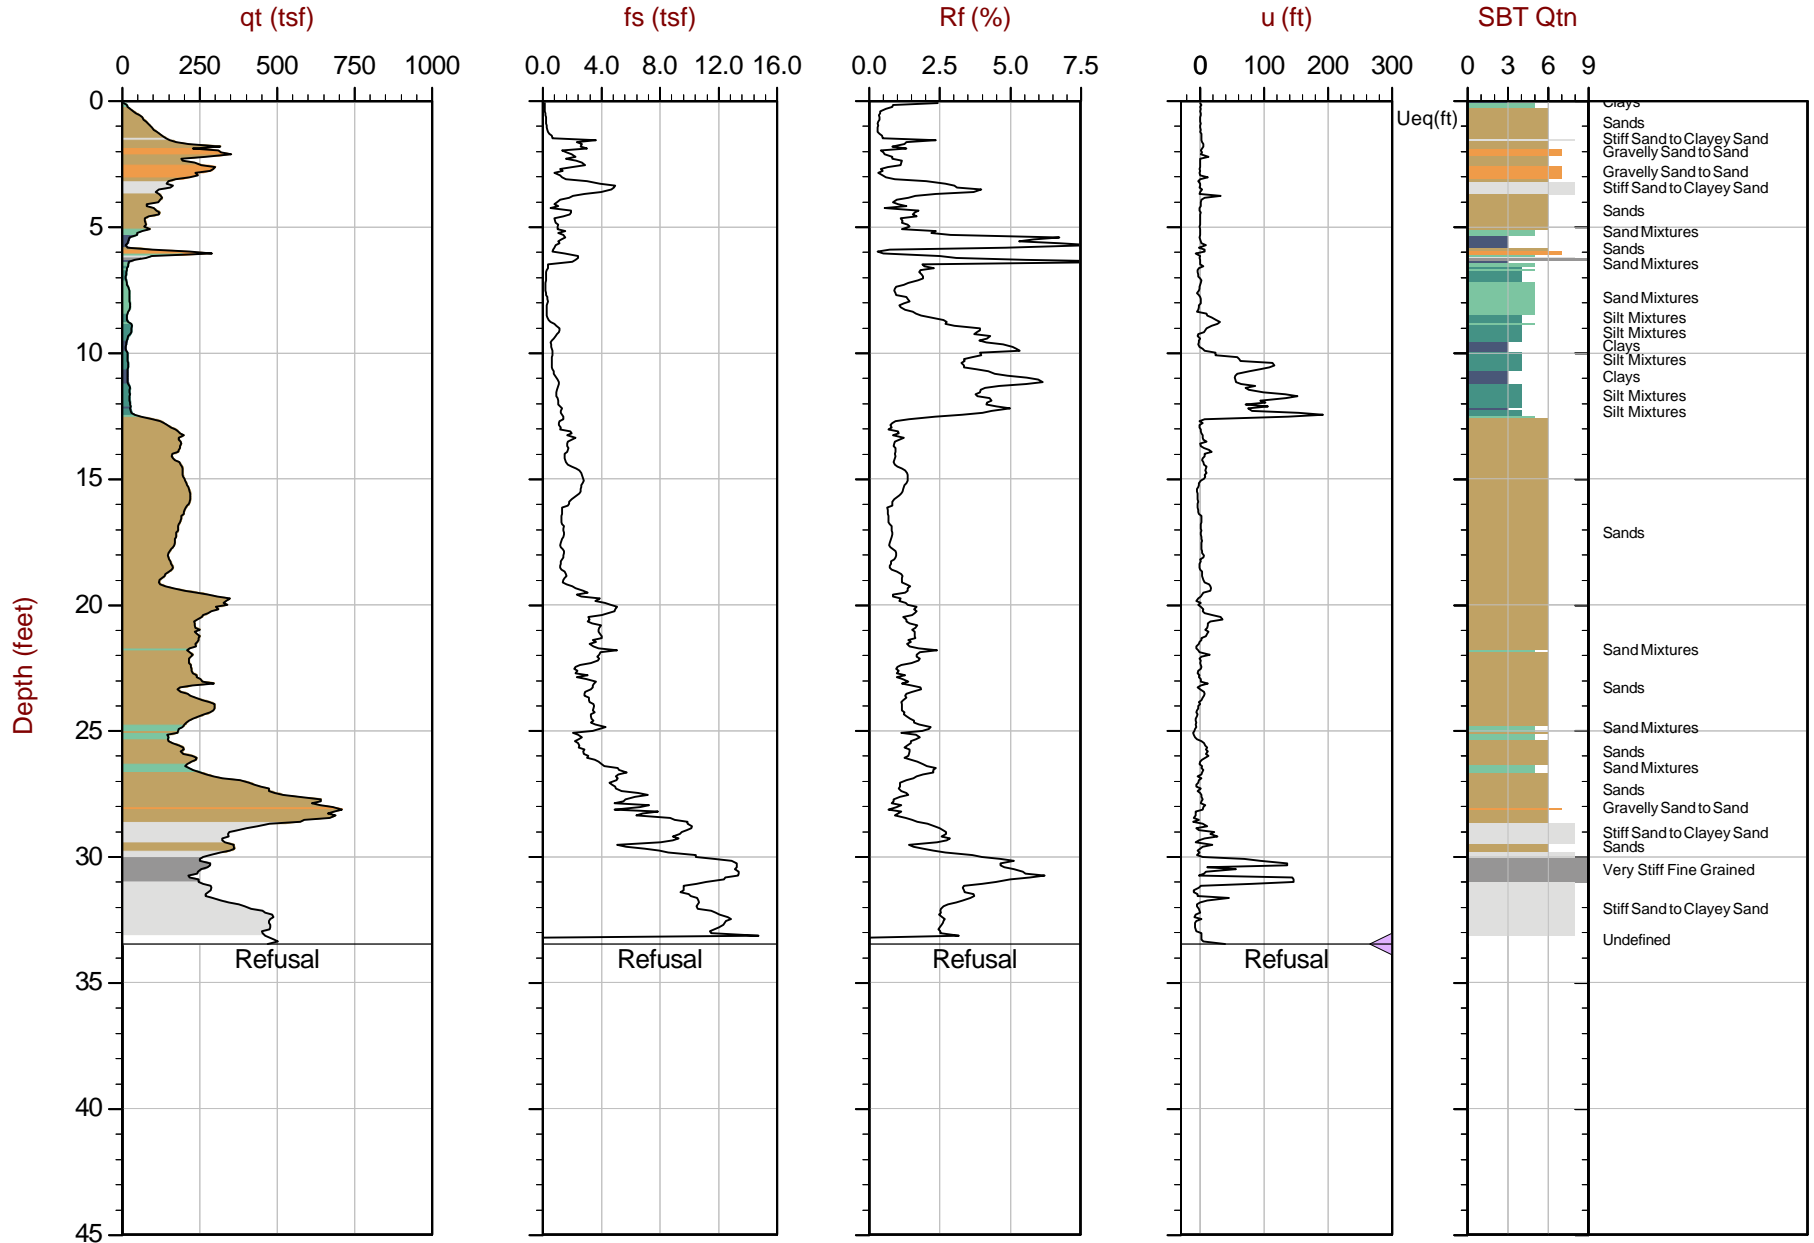 qt (tsf) fs (tsf) Rf (%) u (ft) SBT Qtn
0 250 500 750 1000 0.0 4.0 8.0 12.0 16.0 0.0 2.5 5.0 7.5 0 100 200 300 0 3 6 9
0
Clays
Ueq(ft)
Sands
Stiff Sand to Clayey Sand
Gravelly Sand to Sand
Gravelly Sand to Sand
Stiff Sand to Clayey Sand
Sands
5
Sand Mixtures
Sands
Sand Mixtures
Sand Mixtures
Silt Mixtures
Silt Mixtures
Clays
10
Silt Mixtures
Clays
Silt Mixtures
Silt Mixtures
15
Sands
20
Sand Mixtures
Depth (feet)
Sands
25
Sand Mixtures
Sands
Sand Mixtures
Sands
Gravelly Sand to Sand
Stiff Sand to Clayey Sand
Sands
30
Very Stiff Fine Grained
Stiff Sand to Clayey Sand
Undefined
Refusal Refusal Refusal Refusal
35
40
45